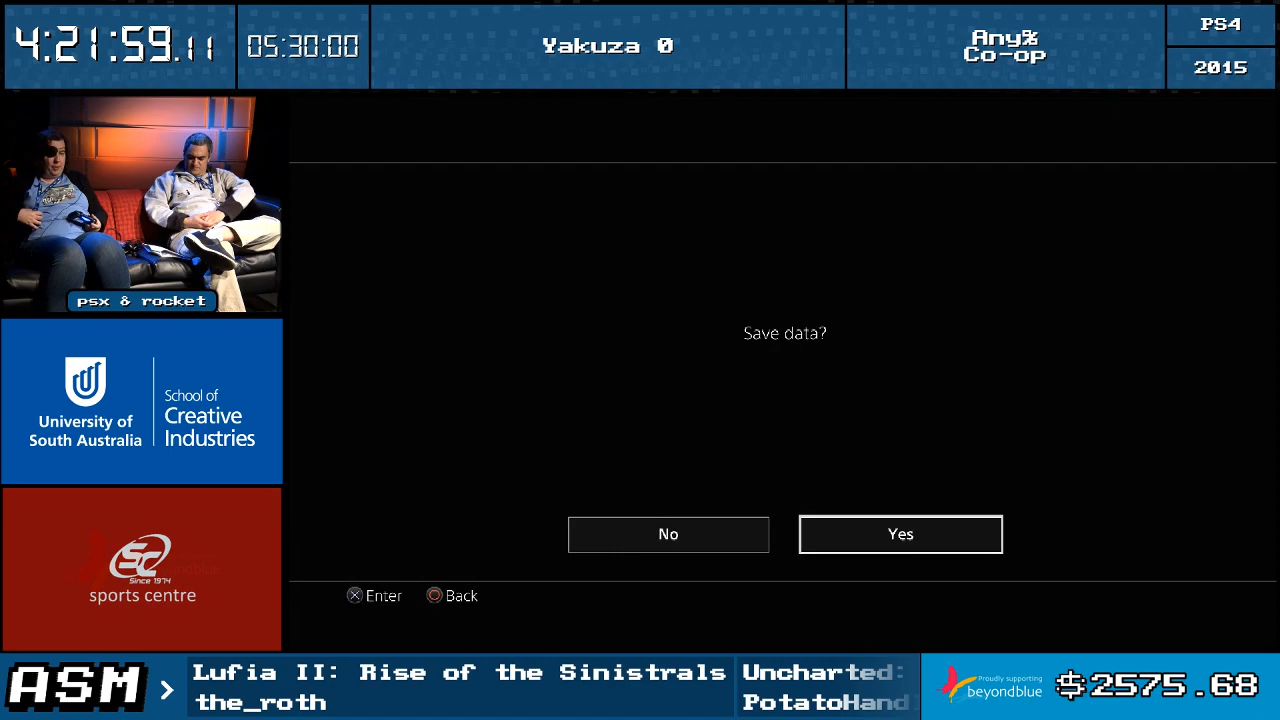 4:21:59.11
05:30:00
Yakuza 0
Any%
Co-op
PS4
2015
psx & rocket
Save data?
No
Yes
Enter
Back
University of
South Australia
School of
Creative
Industries
SC
Since 1974
sports centre
ASM >
Lufia II: Rise of the Sinistrals
the_roth
Uncharted:
PotatoHand
Proudly supporting
beyondblue
$2575.68